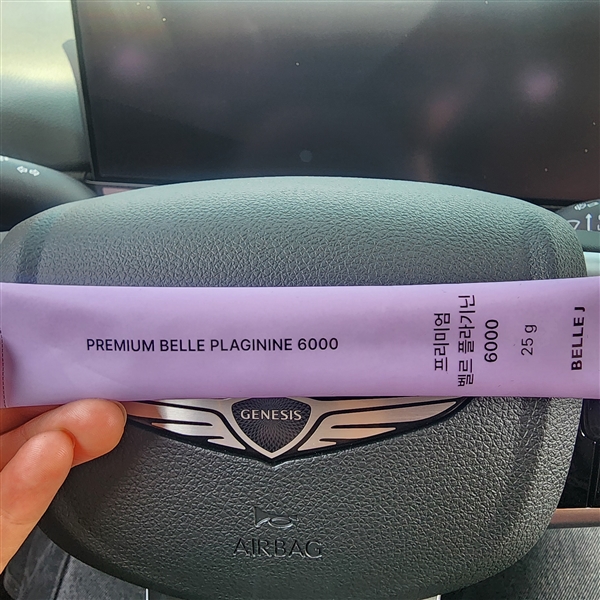 PREMIUM BELLE PLAGININE 6000
프리미엄
벨르 플라기닌
6000
25 g
BELLE J
GENESIS
AIRBAG